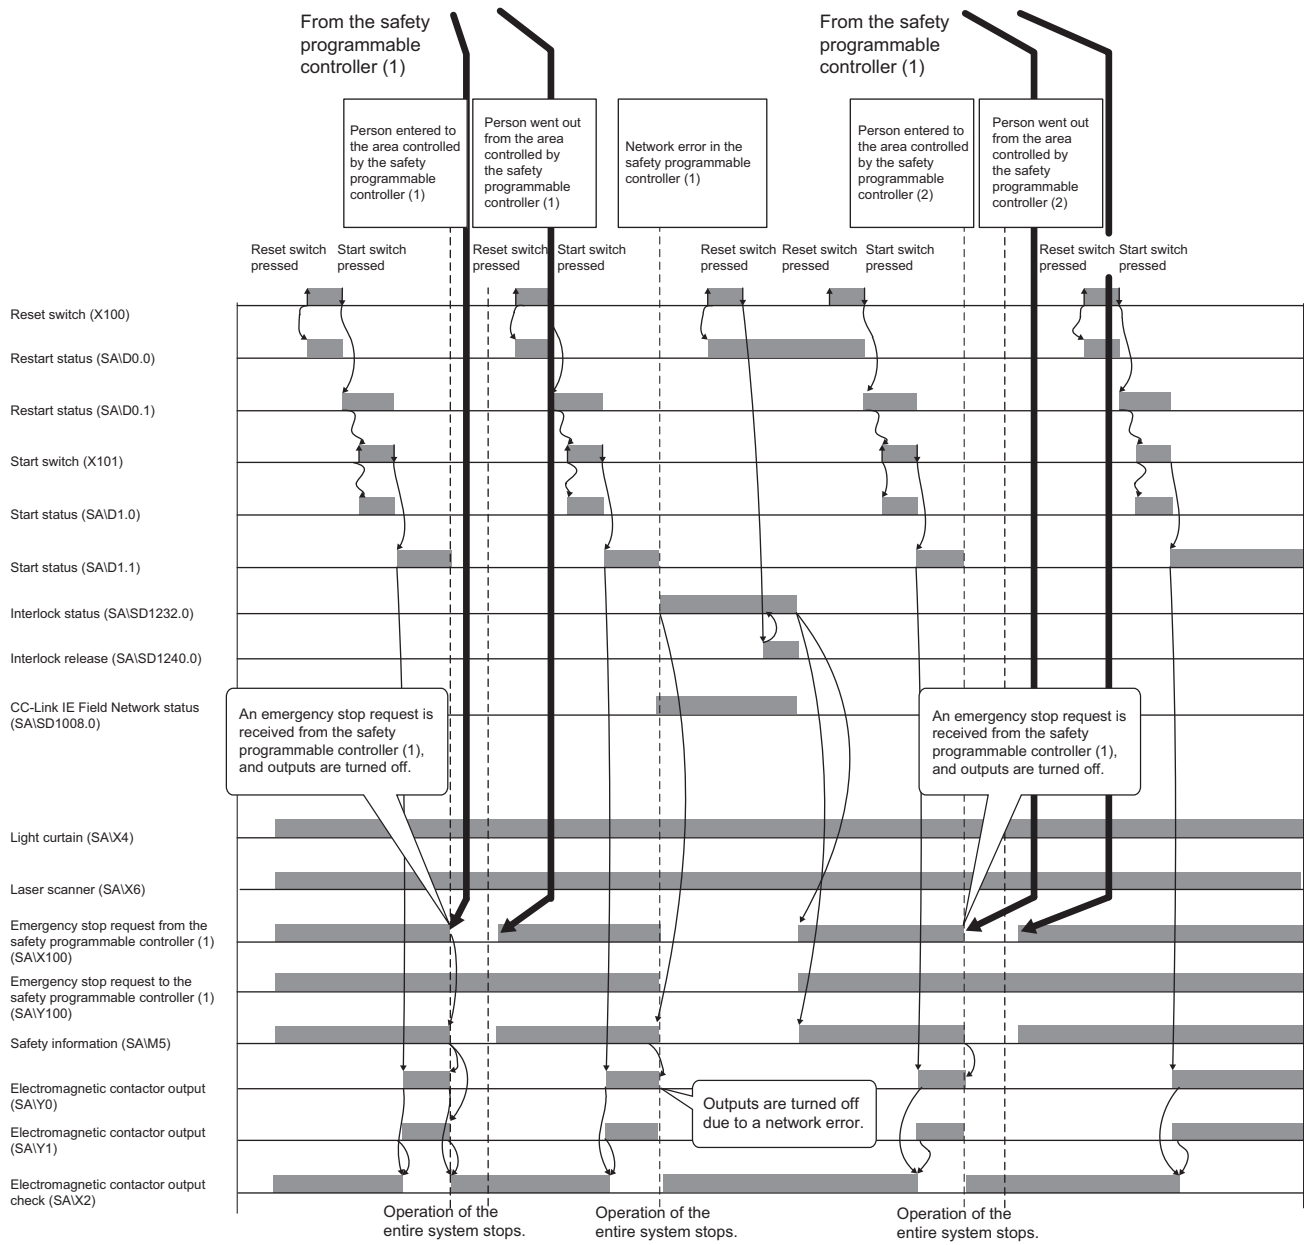 From the safety
programmable
controller (1)
From the safety
programmable
controller (1)
Person entered to
the area controlled
by the safety
programmable
controller (1)
Person went out
from the area
controlled by
the safety
programmable
controller (1)
Network error in the
safety programmable
controller (1)
Person entered to
the area controlled
by the safety
programmable
controller (2)
Person went out
from the area
controlled by
the safety
programmable
controller (2)
Reset switch
pressed
Start switch
pressed
Reset switch
pressed
Start switch
pressed
Reset switch
pressed
Reset switch
pressed
Start switch
pressed
Reset switch
pressed
Start switch
pressed
Reset switch (X100)
Restart status (SA\D0.0)
Restart status (SA\D0.1)
Start switch (X101)
Start status (SA\D1.0)
Start status (SA\D1.1)
Interlock status (SA\SD1232.0)
Interlock release (SA\SD1240.0)
CC-Link IE Field Network status
(SA\SD1008.0)
An emergency stop request is
received from the safety
programmable controller (1),
and outputs are turned off.
An emergency stop request is
received from the safety
programmable controller (1),
and outputs are turned off.
Light curtain (SA\X4)
Laser scanner (SA\X6)
Emergency stop request from the
safety programmable controller (1)
(SA\X100)
Emergency stop request to the
safety programmable controller (1)
(SA\Y100)
Safety information (SA\M5)
Electromagnetic contactor output
(SA\Y0)
Outputs are turned off
due to a network error.
Electromagnetic contactor output
(SA\Y1)
Electromagnetic contactor output
check (SA\X2)
Operation of the
entire system stops.
Operation of the
entire system stops.
Operation of the
entire system stops.